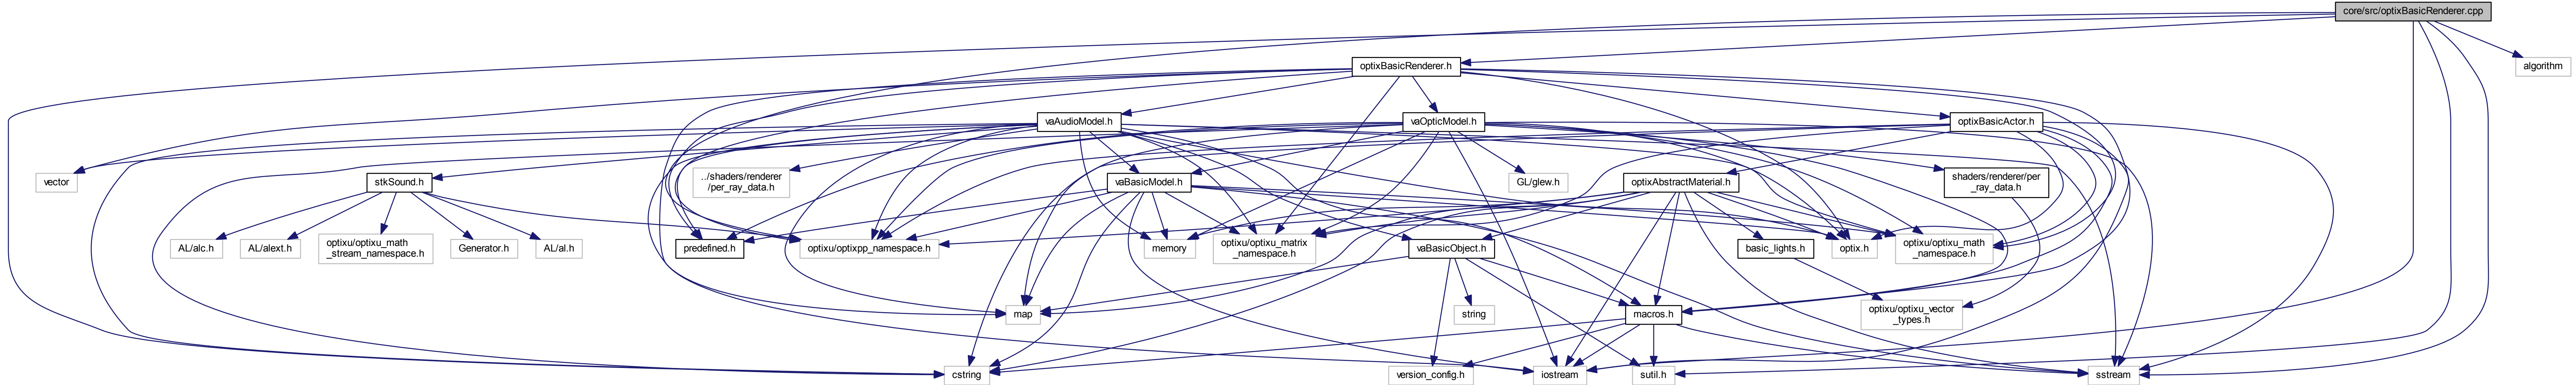 core/src/optixBasicRenderer.cpp
optixBasicRenderer.h
algorithm
vaAudioModel.h
vaOpticModel.h
optixBasicActor.h
vector
stkSound.h
../shaders/renderer
/per_ray_data.h
vaBasicModel.h
GL/glew.h
optixAbstractMaterial.h
shaders/renderer/per
_ray_data.h
AL/alc.h
AL/alext.h
optixu/optixu_math
_stream_namespace.h
Generator.h
AL/al.h
predefined.h
optixu/optixpp_namespace.h
memory
optixu/optixu_matrix
_namespace.h
vaBasicObject.h
basic_lights.h
optix.h
optixu/optixu_math
_namespace.h
map
string
macros.h
optixu/optixu_vector
_types.h
cstring
version_config.h
iostream
sutil.h
sstream